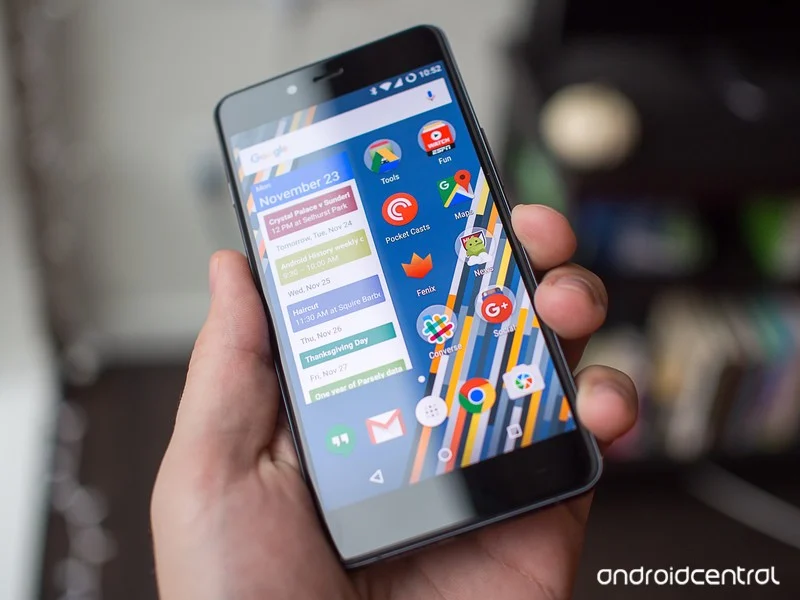 10:52
Google
Mon
November 23
Crystal Palace v Sunderl
12 PM at Selhurst Park
Tomorrow, Tue, Nov 24
Android History weekly c
9:30 – 10:00 AM
Wed, Nov 25
Haircut
11:30 AM at Squire Barbe
Thu, Nov 26
Thanksgiving Day
Fri, Nov 27
One year of Parsely data
Tools
WATCH
ESPN
Fun
Pocket Casts
Maps
Fenix
News
Converse
G+
Social
androidcentral